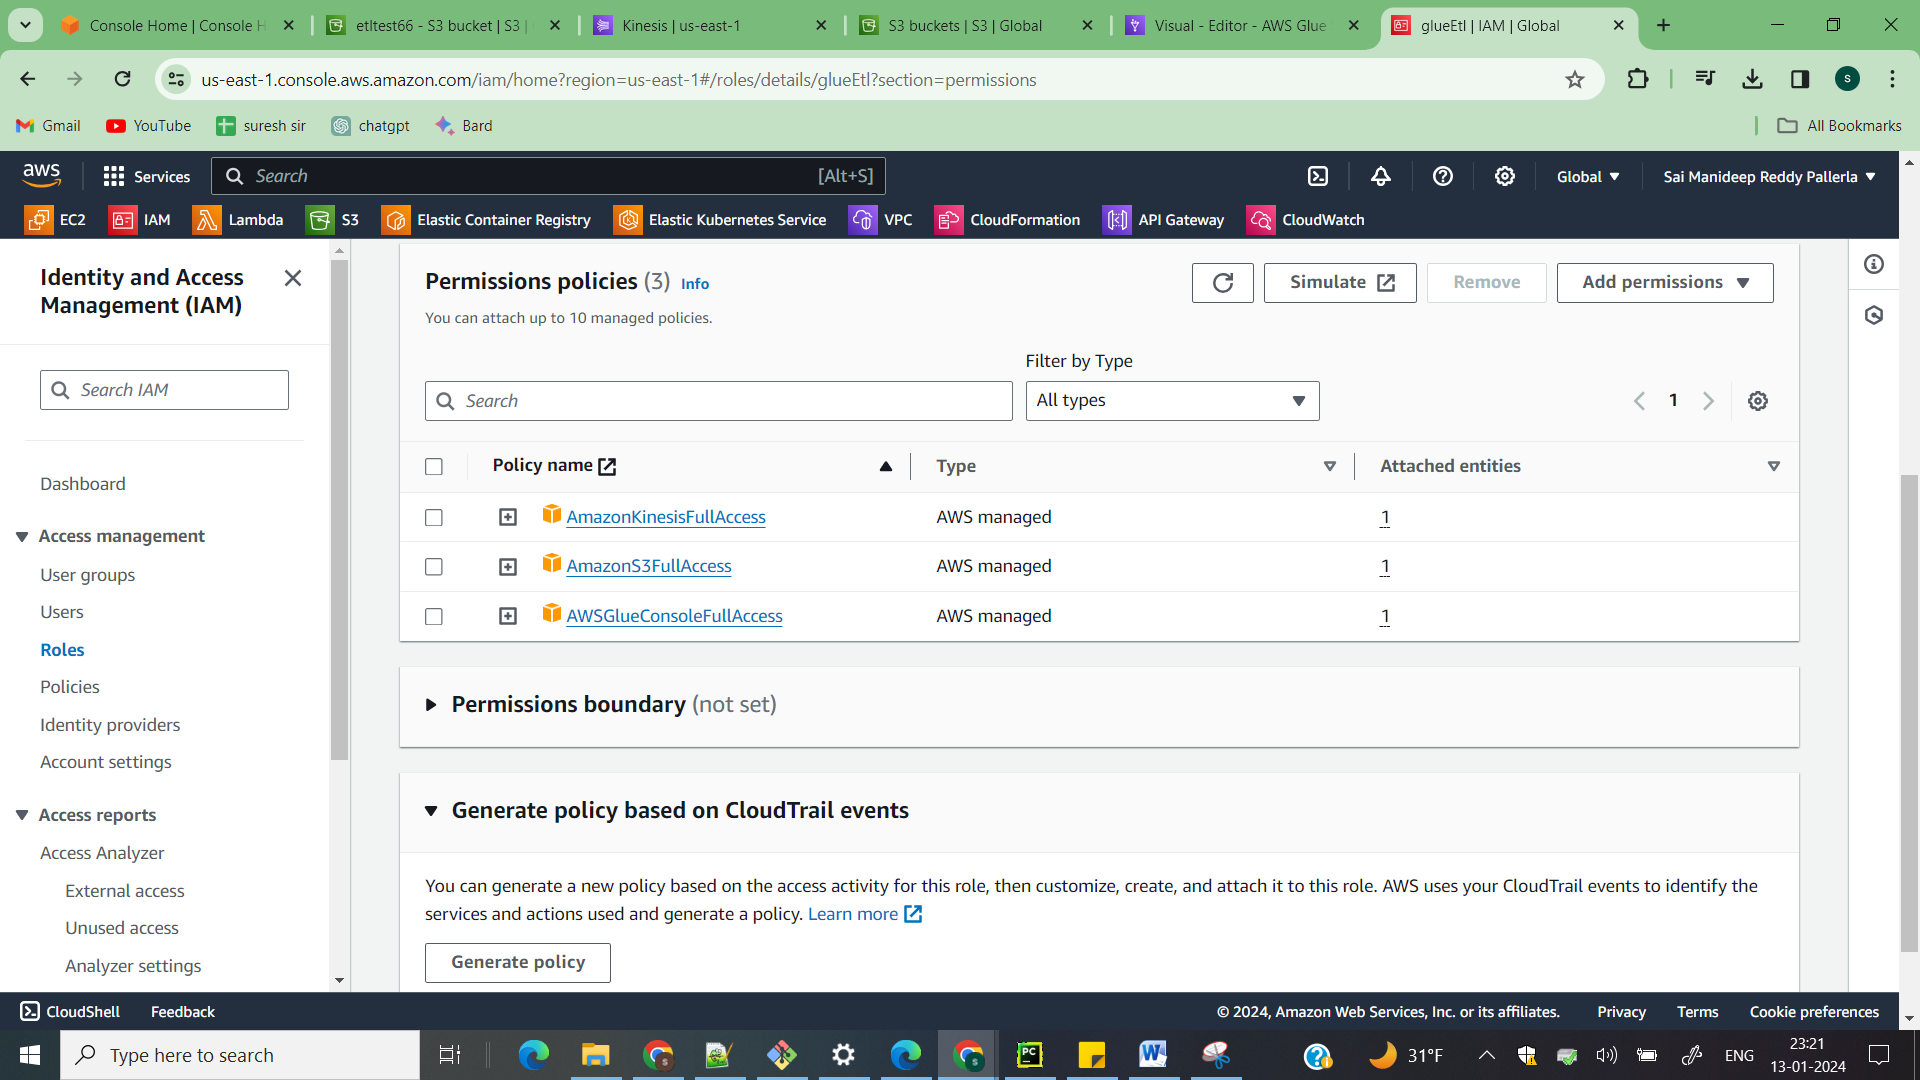 Console Home | Console H
etltest66 - S3 bucket | S3 |
Kinesis | us-east-1
S3 buckets | S3 | Global
Visual - Editor - AWS Glue
glueEtl | IAM | Global
us-east-1.console.aws.amazon.com/iam/home?region=us-east-1#/roles/details/glueEtl?section=permissions
S
Gmail
YouTube
suresh sir
chatgpt
Bard
All Bookmarks
aws
Services
Search
[Alt+S]
Global
Sai Manideep Reddy Pallerla
EC2
IAM
Lambda
S3
Elastic Container Registry
Elastic Kubernetes Service
VPC
CloudFormation
API Gateway
CloudWatch
Identity and Access
Management (IAM)
Search IAM
Dashboard
Access management
User groups
Users
Roles
Policies
Identity providers
Account settings
Access reports
Access Analyzer
External access
Unused access
Analyzer settings
Permissions policies (3) Info
You can attach up to 10 managed policies.
Simulate
Remove
Add permissions
Filter by Type
Search
All types
1
Policy name
Type
Attached entities
AmazonKinesisFullAccess
AWS managed
1
AmazonS3FullAccess
AWS managed
1
AWSGlueConsoleFullAccess
AWS managed
1
Permissions boundary (not set)
Generate policy based on CloudTrail events
You can generate a new policy based on the access activity for this role, then customize, create, and attach it to this role. AWS uses your CloudTrail events to identify the
services and actions used and generate a policy. Learn more
Generate policy
CloudShell
Feedback
© 2024, Amazon Web Services, Inc. or its affiliates.
Privacy
Terms
Cookie preferences
Type here to search
PC
31°F
ENG
23:21
13-01-2024